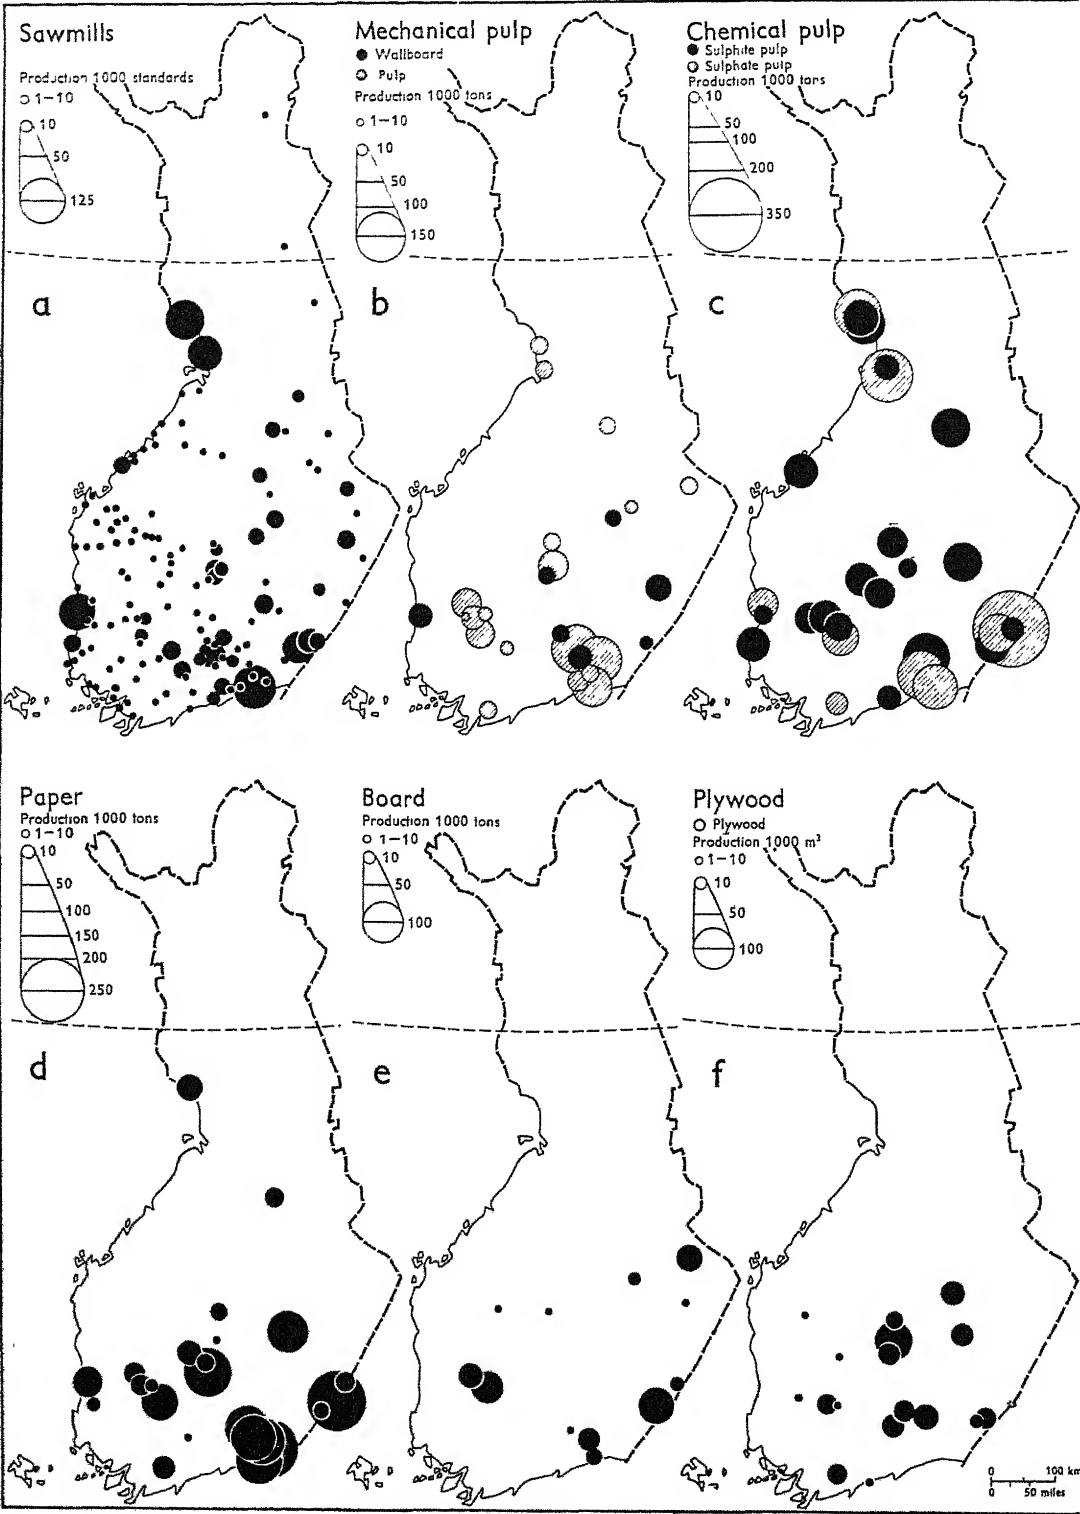 Sawmills
Production 1000 standards
1–10
10
50
125
a
Mechanical pulp
Wallboard
Pulp
Production 1000 tons
1–10
10
50
100
150
b
Chemical pulp
Sulphite pulp
Sulphate pulp
Production 1000 tons
10
50
100
200
350
c
Paper
Production 1000 tons
1–10
10
50
100
150
200
250
d
Board
Production 1000 tons
1–10
10
50
100
e
Plywood
Plywood
Production 1000 m³
1–10
10
50
100
f
0 100 km
0 50 miles